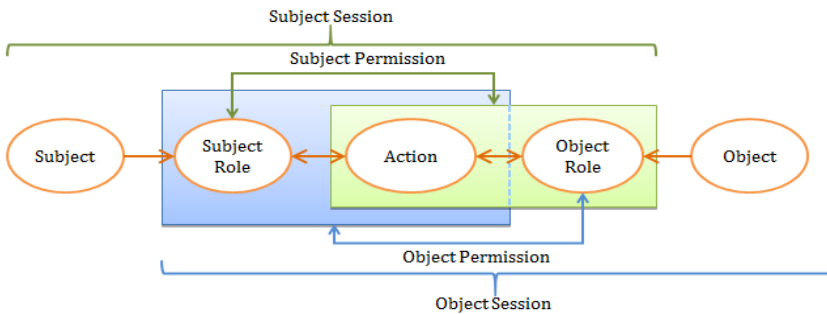 Subject Session
Subject Permission
Subject
Subject
Role
Action
Object
Role
Object
Object Permission
Object Session